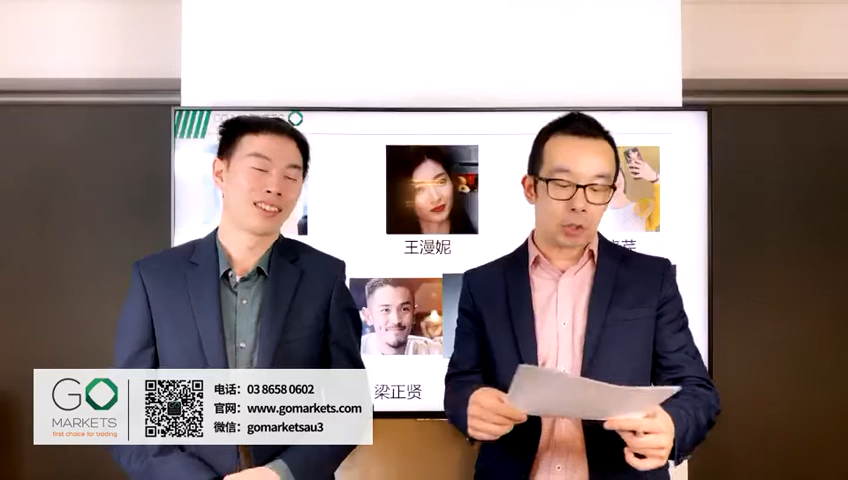 王漫妮
梁正贤
GO
MARKETS
first choice for trading
电话：03 8658 0602
官网：www.gomarkets.com
微信：gomarketsau3